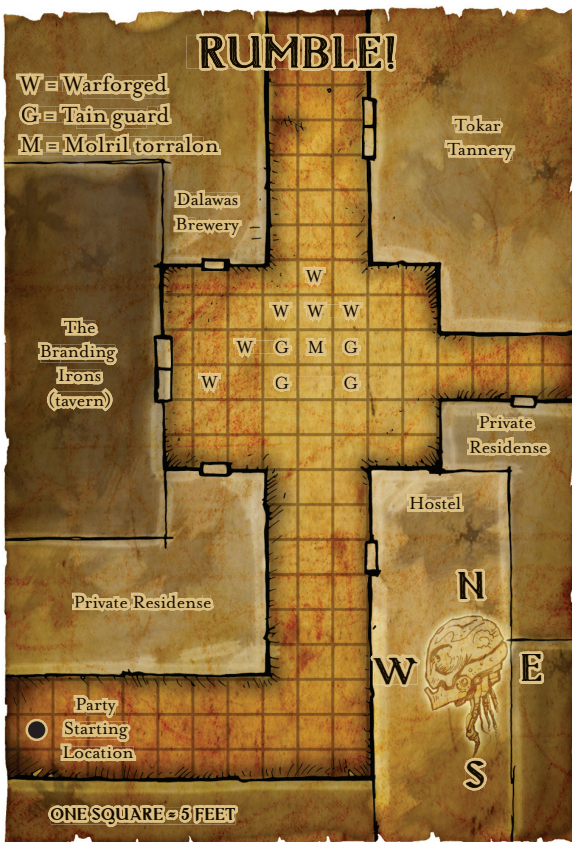 RUMBLE!
W = Warforged
G = Tain guard
M = Molril torralon
Tokar
Tannery
Dalawas
Brewery
W
W W W
W G M G
W G G
The
Branding
Irons
(tavern)
Private
Residense
Hostel
Private Residense
N
W E
S
Party
Starting
Location
ONE SQUARE = 5 FEET